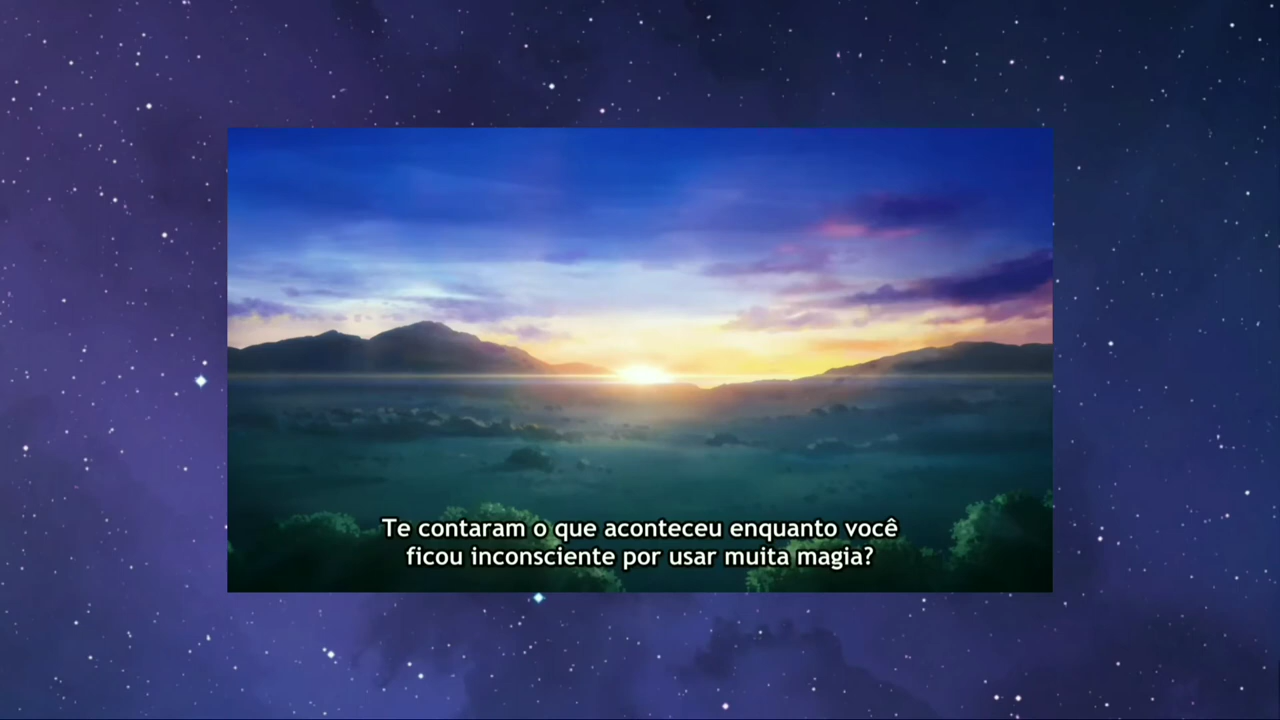 Te contaram o que aconteceu enquanto você
ficou inconsciente por usar muita magia?